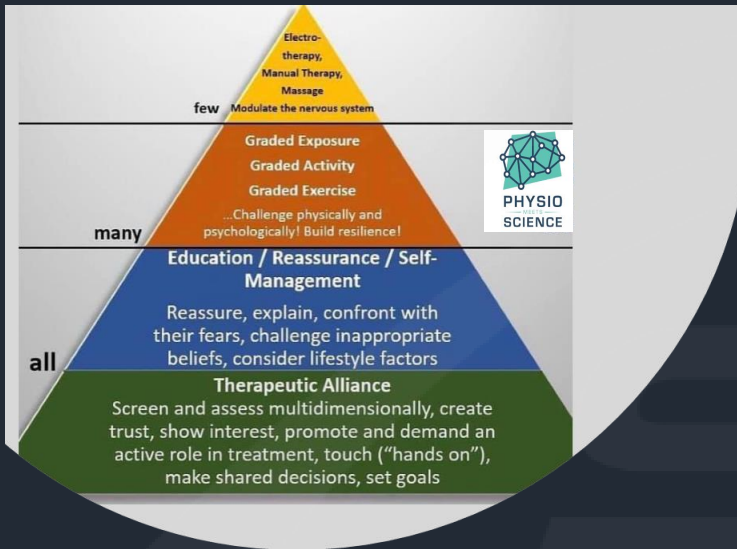 Electro-
therapy,
Manual Therapy,
Massage
few Modulate the nervous system
Graded Exposure
Graded Activity
Graded Exercise
...Challenge physically and
psychologically! Build resilience!
many
PHYSIO
MEETS
SCIENCE
Education / Reassurance / Self-
Management
Reassure, explain, confront with
their fears, challenge inappropriate
beliefs, consider lifestyle factors
all
Therapeutic Alliance
Screen and assess multidimensionally, create
trust, show interest, promote and demand an
active role in treatment, touch (“hands on”),
make shared decisions, set goals